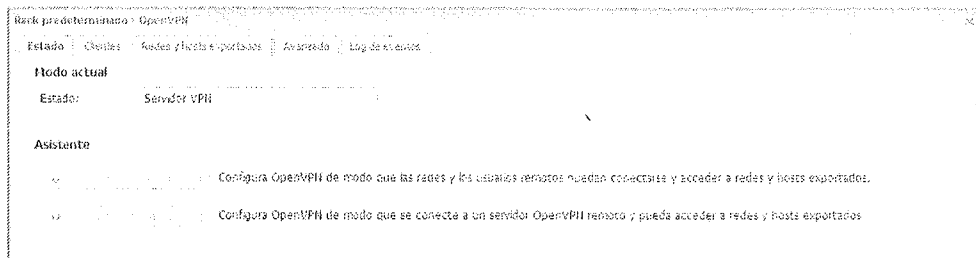 Rack predeterminado > OpenVPN
Estado Clientes Redes y hosts exportados Avanzado Log de eventos
Modo actual
Estado: Servidor VPN
Asistente
Configura OpenVPN de modo que las redes y los usuarios remotos puedan conectarse y acceder a redes y hosts exportados.
Configura OpenVPN de modo que se conecte a un servidor OpenVPN remoto y pueda acceder a redes y hosts exportados